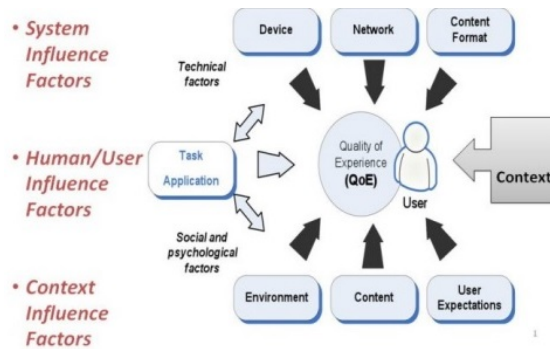 • System
Influence
Factors
• Human/User
Influence
Factors
• Context
Influence
Factors
Device
Network
Content
Format
Technical
factors
Task
Application
Quality of
Experience
(QoE)
User
Context
Social and
psychological
factors
Environment
Content
User
Expectations
1